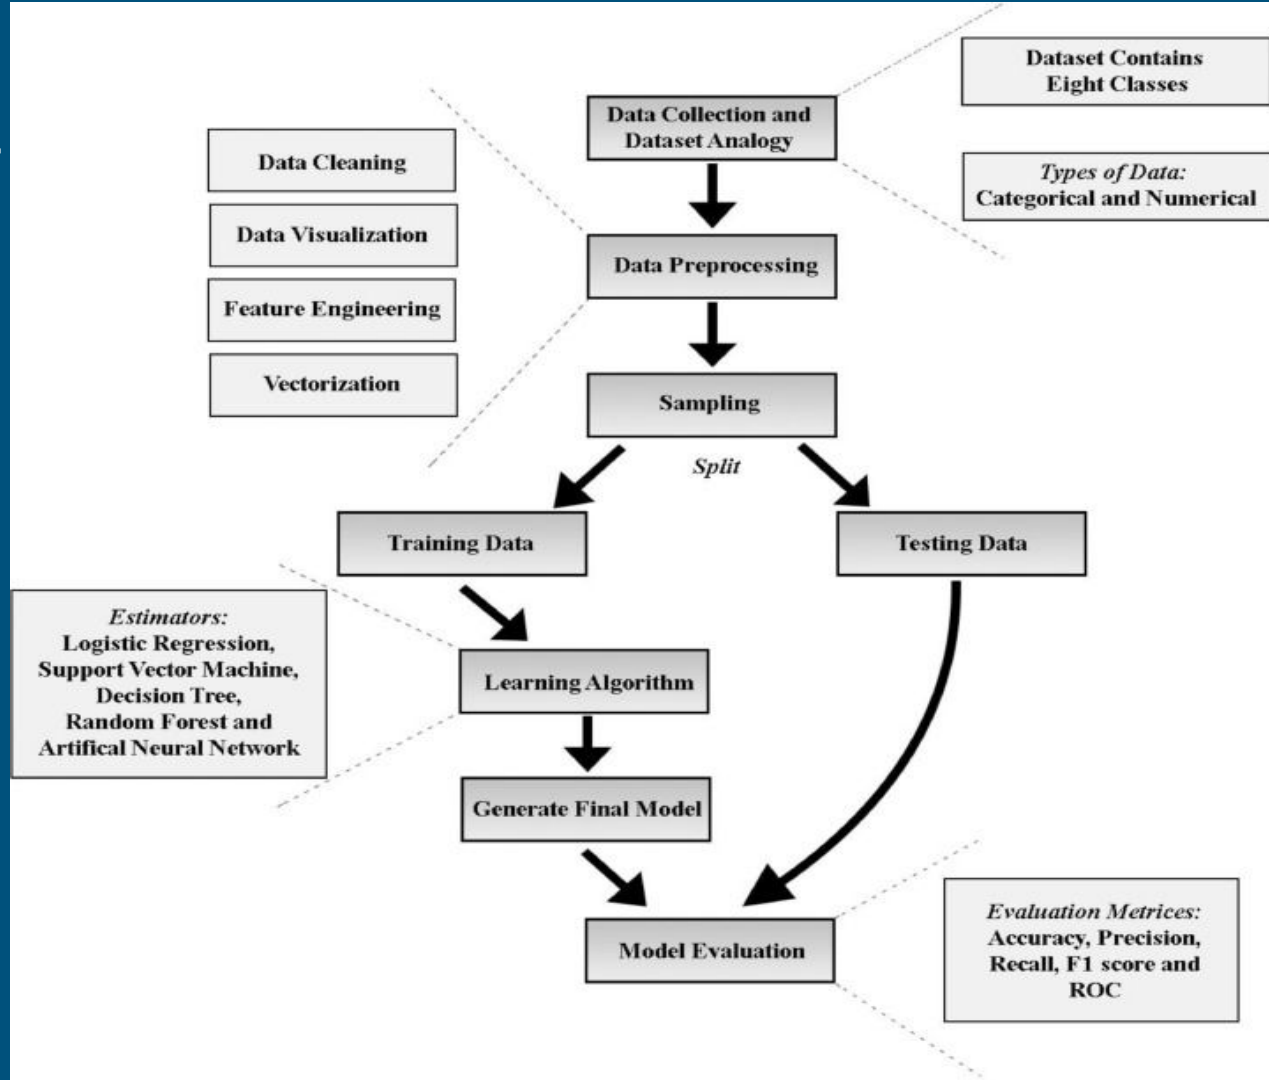 Dataset Contains
Eight Classes
Data Collection and
Dataset Analogy
Types of Data:
Categorical and Numerical
Data Cleaning
Data Visualization
Feature Engineering
Vectorization
Data Preprocessing
Sampling
Split
Training Data
Testing Data
Estimators:
Logistic Regression,
Support Vector Machine,
Decision Tree,
Random Forest and
Artifical Neural Network
Learning Algorithm
Generate Final Model
Model Evaluation
Evaluation Metrices:
Accuracy, Precision,
Recall, F1 score and
ROC